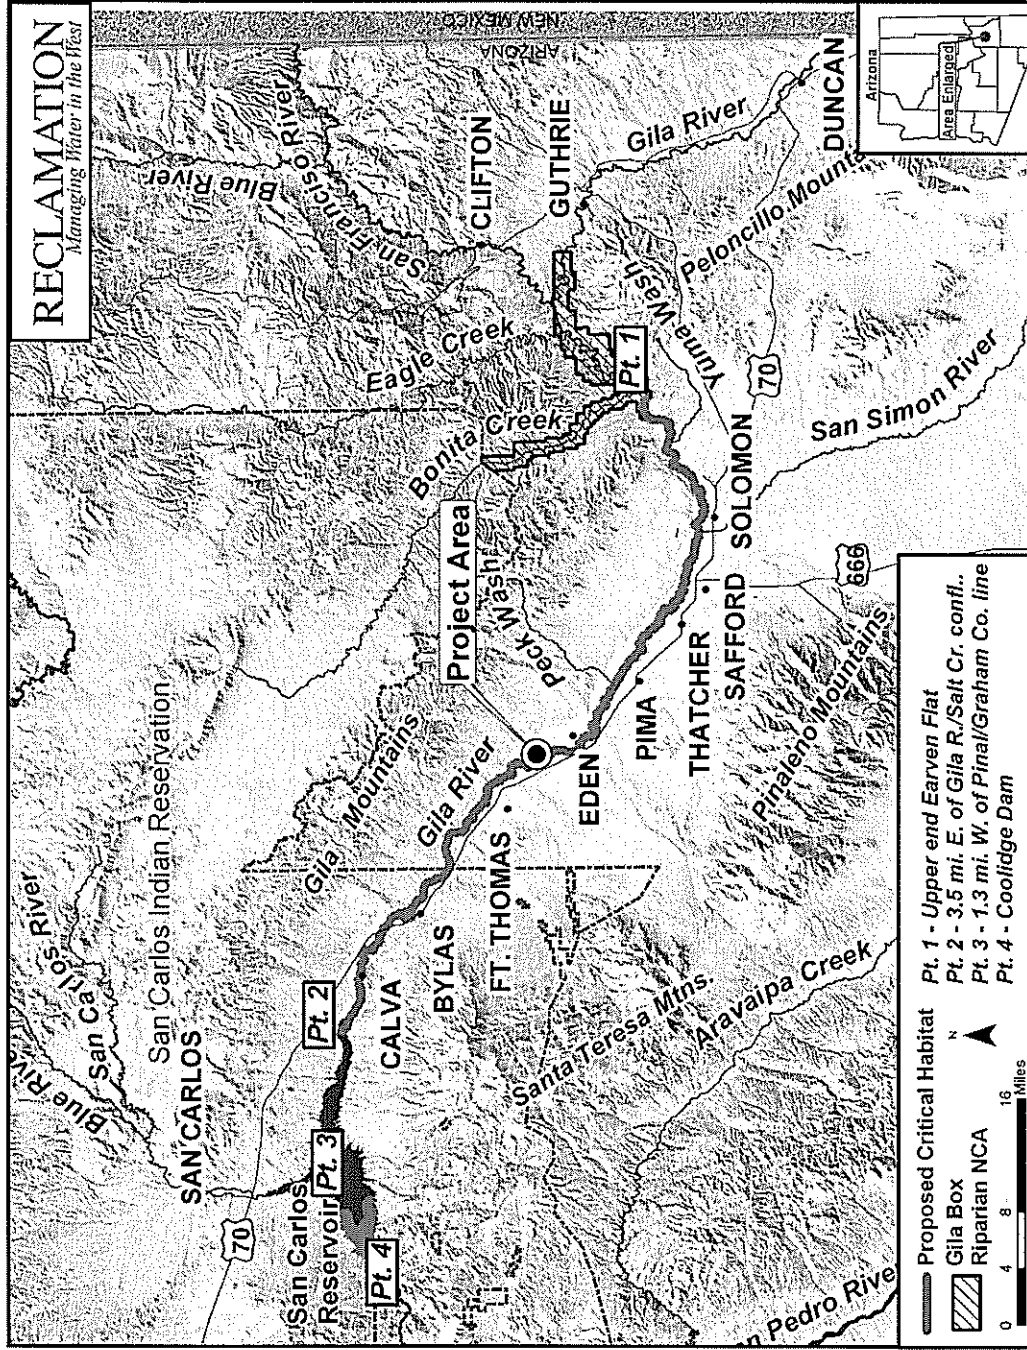 RECLAMATION
Managing Water in the West
NEW MEXICO
ARIZONA
Blue River
San Francisco River
CLIFTON
GUTHRIE
Gila River
DUNCAN
Peloncillo Mounta
Yuma Wash
70
San Simon River
Eagle Creek
Bonita Creek
Pt. 1
SOLOMON
Project Area
Peck Wash
SAFFORD
THATCHER
PIMA
EDEN
666
Pinaleno Mountains
San Carlos Indian Reservation
Gila Mountains
Gila River
FT. THOMAS
BYLAS
CALVA
Pt. 2
Santa Teresa Mtns.
Aravaipa Creek
San Carlos River
Blue River
SAN CARLOS
70
San Carlos
Reservoir
Pt. 3
Pt. 4
an Pedro Rive
Arizona
Area Enlarged
Proposed Critical Habitat
Gila Box
Riparian NCA
N
0 4 8 16
Miles
Pt. 1 - Upper end Earven Flat
Pt. 2 - 3.5 mi. E. of Gila R./Salt Cr. confl..
Pt. 3 - 1.3 mi. W. of Pinal/Graham Co. line
Pt. 4 - Coolidge Dam